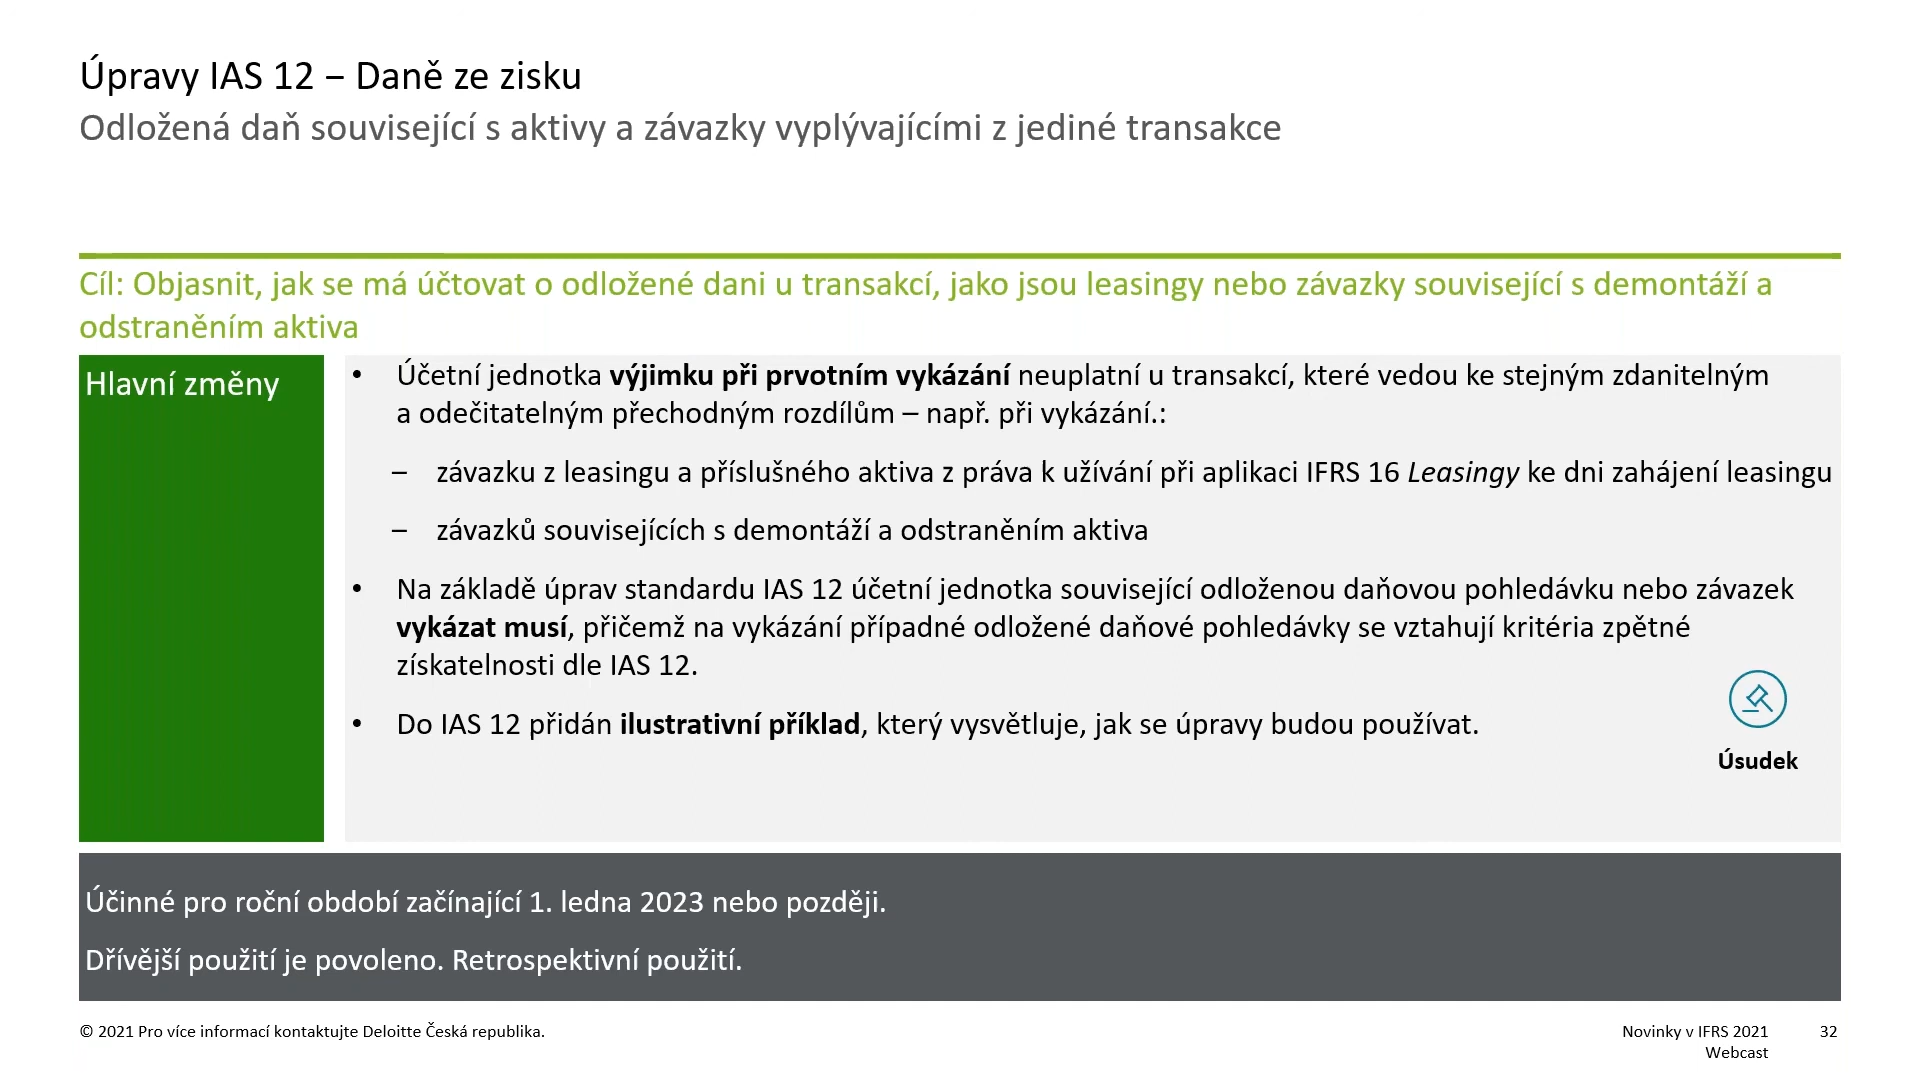 Úpravy IAS 12 – Daně ze zisku
Odložená daň související s aktivy a závazky vyplývajícími z jediné transakce
Cíl: Objasnit, jak se má účtovat o odložené dani u transakcí, jako jsou leasingy nebo závazky související s demontáží a
odstraněním aktiva
Hlavní změny
• Účetní jednotka výjimku při prvotním vykázání neuplatní u transakcí, které vedou ke stejným zdanitelným
a odečitatelným přechodným rozdílům – např. při vykázání.:
– závazku z leasingu a příslušného aktiva z práva k užívání při aplikaci IFRS 16 Leasingy ke dni zahájení leasingu
– závazků souvisejících s demontáží a odstraněním aktiva
• Na základě úprav standardu IAS 12 účetní jednotka související odloženou daňovou pohledávku nebo závazek
vykázat musí, přičemž na vykázání případné odložené daňové pohledávky se vztahují kritéria zpětné
získatelnosti dle IAS 12.
• Do IAS 12 přidán ilustrativní příklad, který vysvětluje, jak se úpravy budou používat.
Úsudek
Účinné pro roční období začínající 1. ledna 2023 nebo později.
Dřívější použití je povoleno. Retrospektivní použití.
© 2021 Pro více informací kontaktujte Deloitte Česká republika.
Novinky v IFRS 2021 32
Webcast